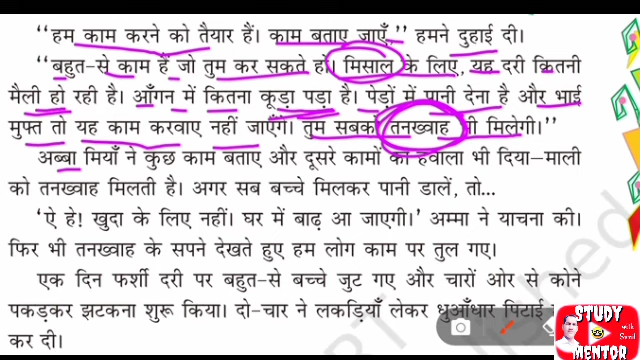 “हम काम करने को तैयार हैं। काम बताए जाएँ,” हमने दुहाई दी।
“बहुत-से काम हैं जो तुम कर सकते हो। मिसाल के लिए, यह दरी कितनी
मैली हो रही है। आँगन में कितना कूड़ा पड़ा है। पेड़ों में पानी देना है और भाई
मुफ्त तो यह काम करवाए नहीं जाएँगे। तुम सबको तनख्वाह भी मिलेगी।”
अब्बा मियाँ ने कुछ काम बताए और दूसरे कामों का हवाला भी दिया–माली
को तनख्वाह मिलती है। अगर सब बच्चे मिलकर पानी डालें, तो...
‘ऐ हे! खुदा के लिए नहीं। घर में बाढ़ आ जाएगी।’ अम्मा ने याचना की।
फिर भी तनख्वाह के सपने देखते हुए हम लोग काम पर तुल गए।
एक दिन फर्शी दरी पर बहुत-से बच्चे जुट गए और चारों ओर से कोने
पकड़कर झटकना शुरू किया। दो-चार ने लकड़ियाँ लेकर धुआँधार पिटाई
कर दी।
STUDY
with
MENTOR